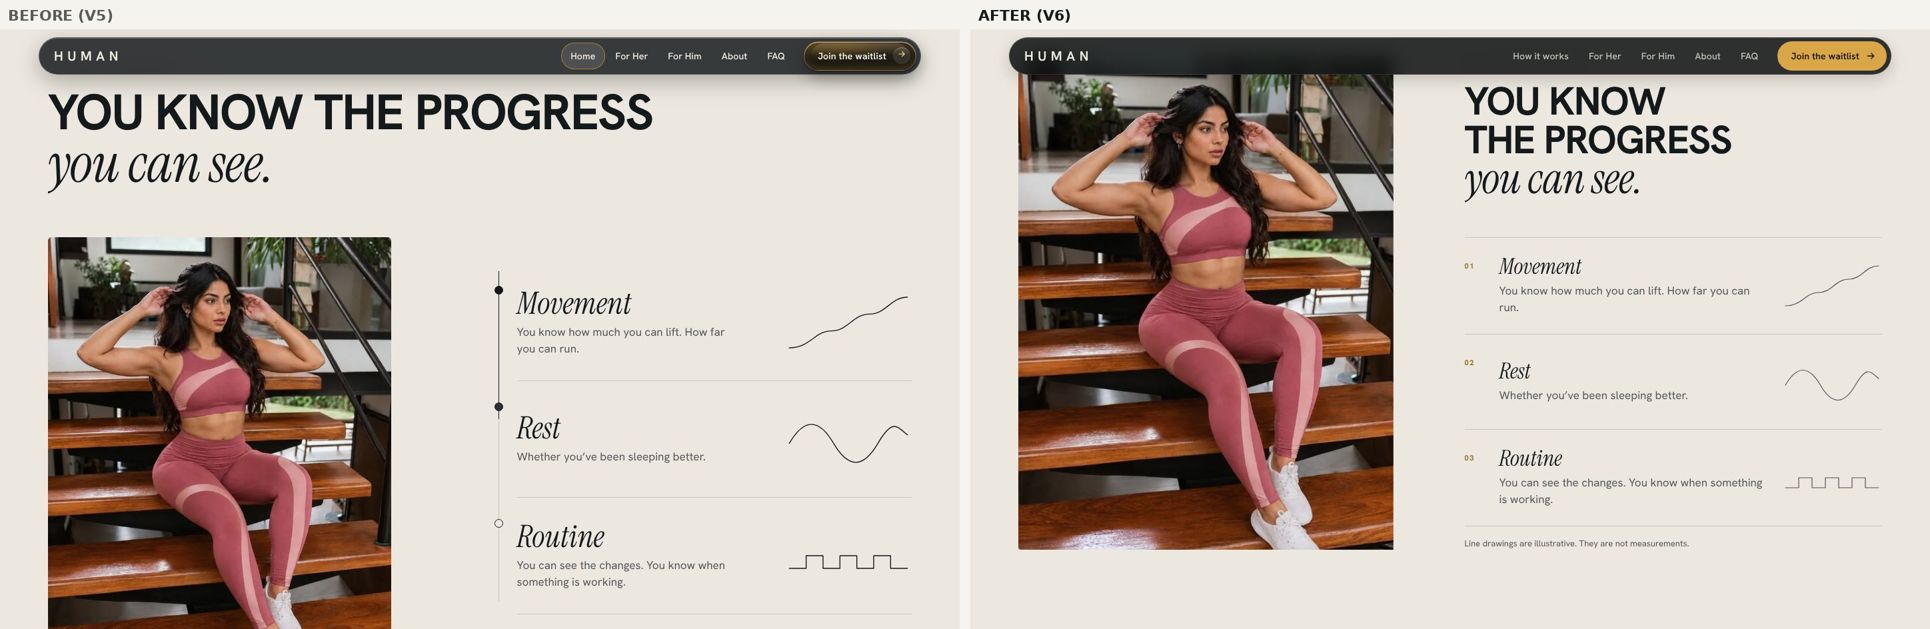 BEFORE (V5)
HUMAN
Home
For Her
For Him
About
FAQ
Join the waitlist →
YOU KNOW THE PROGRESS
you can see.
Movement
You know how much you can lift. How far
you can run.
Rest
Whether you’ve been sleeping better.
Routine
You can see the changes. You know when
something is working.
AFTER (V6)
HUMAN
How it works
For Her
For Him
About
FAQ
Join the waitlist →
YOU KNOW
THE PROGRESS
you can see.
01
Movement
You know how much you can lift. How far you can
run.
02
Rest
Whether you’ve been sleeping better.
03
Routine
You can see the changes. You know when something
is working.
Line drawings are illustrative. They are not measurements.